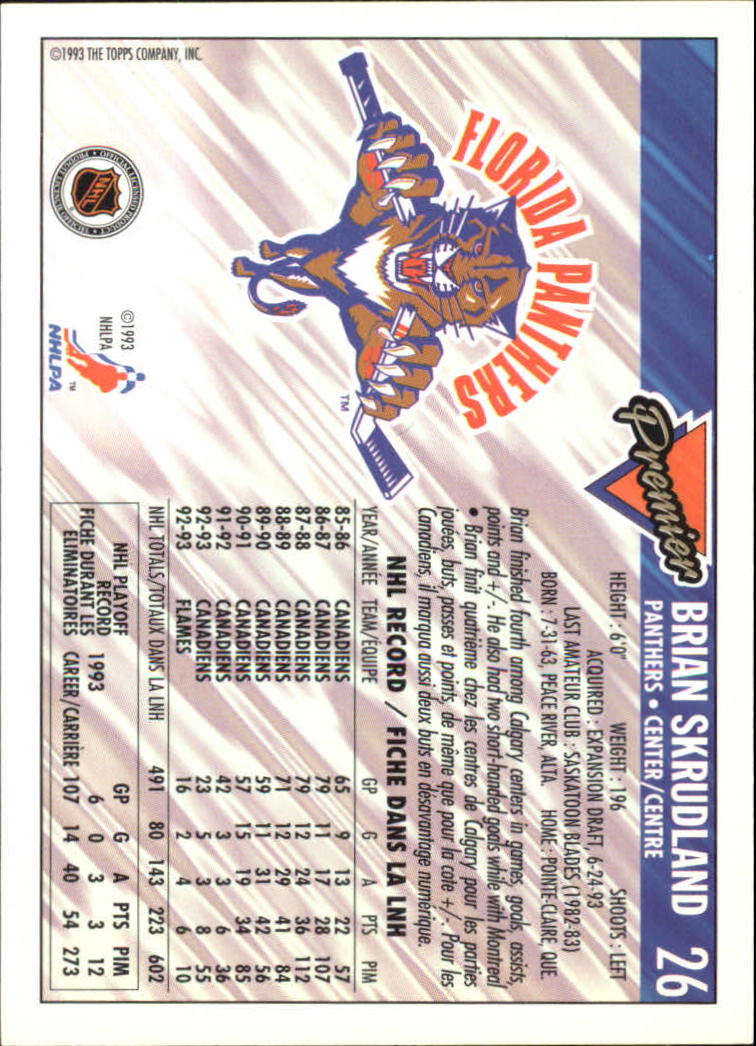 Premier
BRIAN SKRUDLAND 26
PANTHERS • CENTER/CENTRE
HEIGHT : 6'0" WEIGHT : 196 SHOOTS : LEFT
ACQUIRED : EXPANSION DRAFT, 6-24-93
LAST AMATEUR CLUB : SASKATOON BLADES (1982-83)
BORN : 7-31-63, PEACE RIVER, ALTA. HOME : POINTE-CLAIRE, QUE
FLORIDA PANTHERS
TM
Brian finished fourth among Calgary centers in games, goals, assists,
points and +/-. He also had two short-handed goals while with Montreal
• Brian finit quatrième chez les centres de Calgary pour les parties
jouées, buts, passes et points, de même que pour la cote +/-. Pour les
Canadiens, il marqua aussi deux buts en désavantage numérique.
NHL RECORD / FICHE DANS LA LNH
YEAR/ANNÉE TEAM/ÉQUIPE GP G A PTS PIM
85-86 CANADIENS 65 9 13 22 57
86-87 CANADIENS 79 11 17 28 107
87-88 CANADIENS 79 12 24 36 112
88-89 CANADIENS 71 12 29 41 84
89-90 CANADIENS 59 11 31 42 56
90-91 CANADIENS 57 15 19 34 85
91-92 CANADIENS 42 3 3 6 36
92-93 CANADIENS 23 5 3 8 55
92-93 FLAMES 16 2 4 6 10
NHL TOTALS/TOTAUX DANS LA LNH 491 80 143 223 602
NHL PLAYOFF RECORD
FICHE DURANT LES ÉLIMINATOIRES
GP G A PTS PIM
1993 6 0 3 3 12
CAREER/CARRIÈRE 107 14 40 54 273
©1993 THE TOPPS COMPANY, INC.
NHL
OFFICIAL LICENSED PRODUCT
©1993
NHLPA
NHLPA
TM